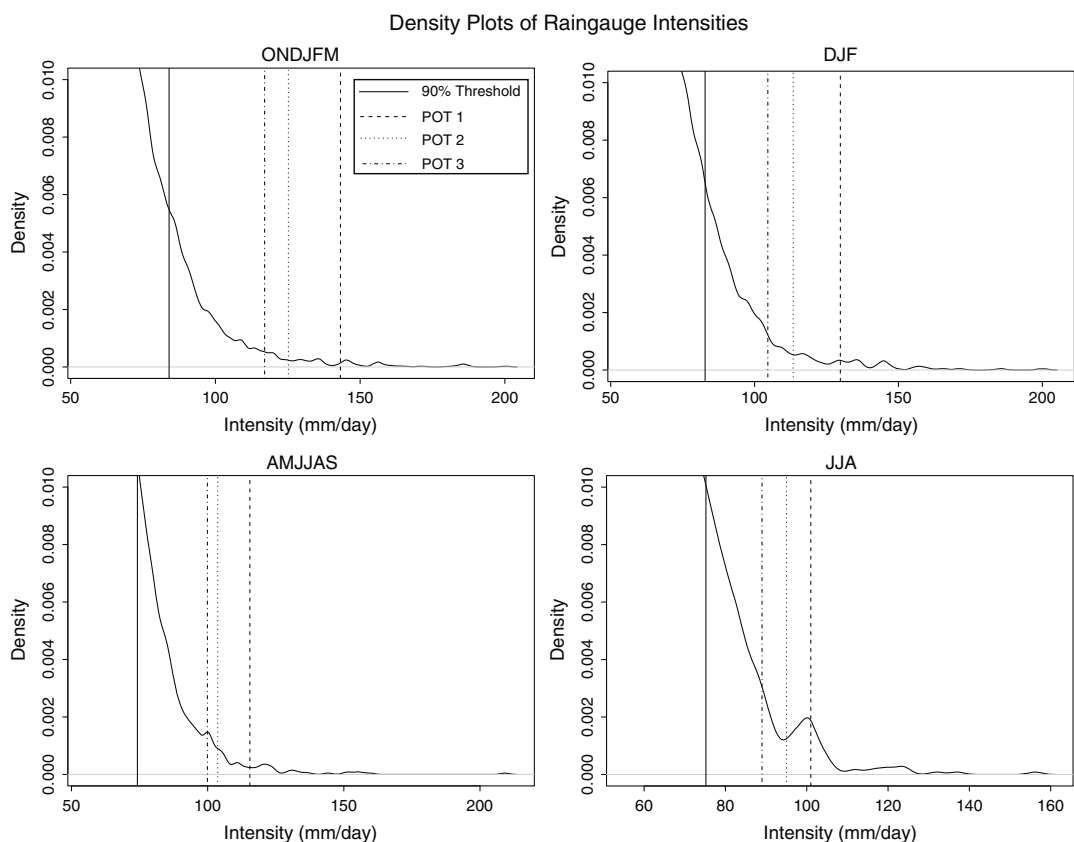 Density Plots of Raingauge Intensities
ONDJFM
Density
0.000 0.002 0.004 0.006 0.008 0.010
50 100 150 200
Intensity (mm/day)
90% Threshold
POT 1
POT 2
POT 3
DJF
Density
0.000 0.002 0.004 0.006 0.008 0.010
50 100 150 200
Intensity (mm/day)
AMJJAS
Density
0.000 0.002 0.004 0.006 0.008 0.010
50 100 150 200
Intensity (mm/day)
JJA
Density
0.000 0.002 0.004 0.006 0.008 0.010
60 80 100 120 140 160
Intensity (mm/day)